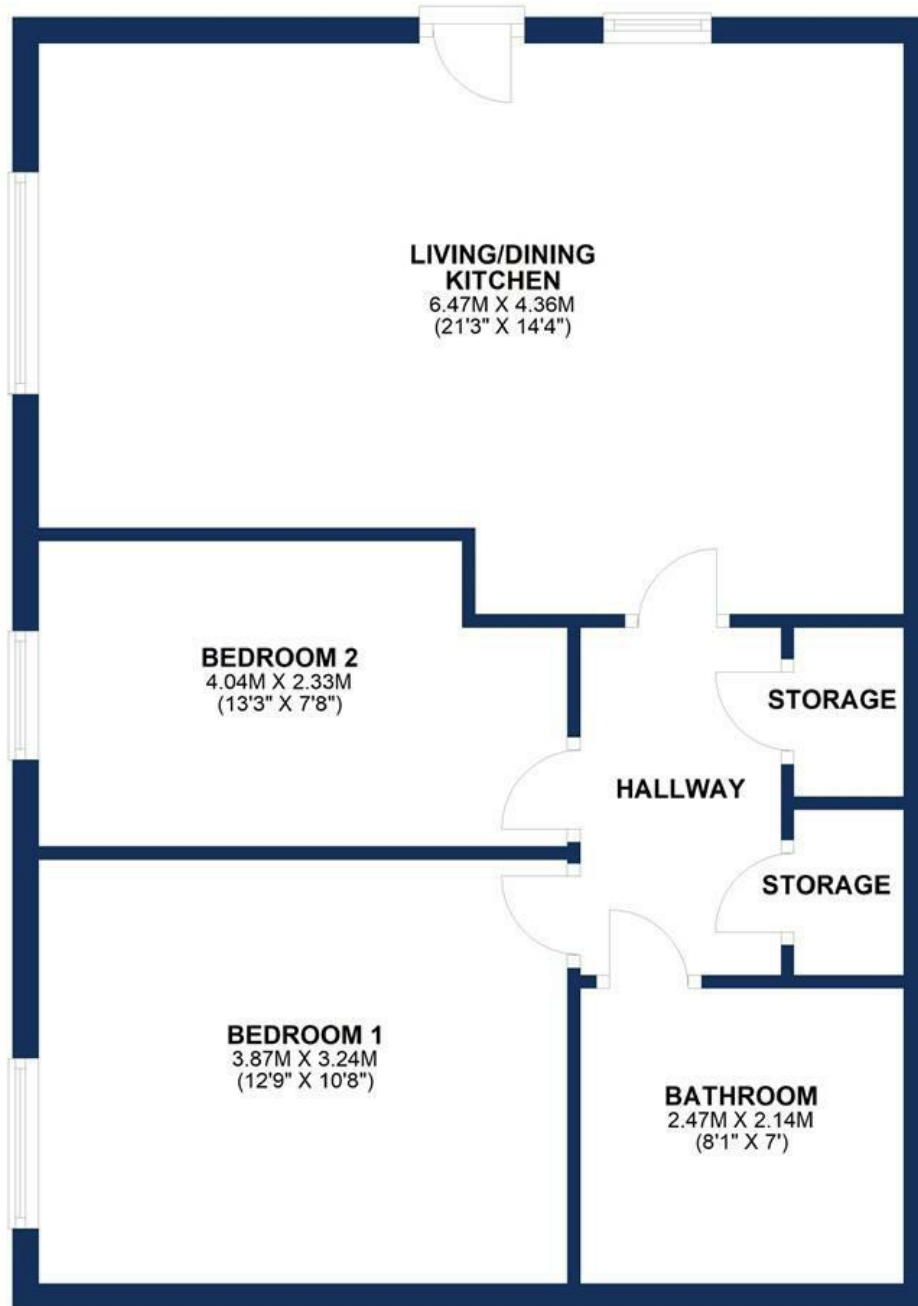 LIVING/DINING
KITCHEN
6.47M X 4.36M
(21'3" X 14'4")
BEDROOM 2
4.04M X 2.33M
(13'3" X 7'8")
STORAGE
HALLWAY
STORAGE
BEDROOM 1
3.87M X 3.24M
(12'9" X 10'8")
BATHROOM
2.47M X 2.14M
(8'1" X 7')